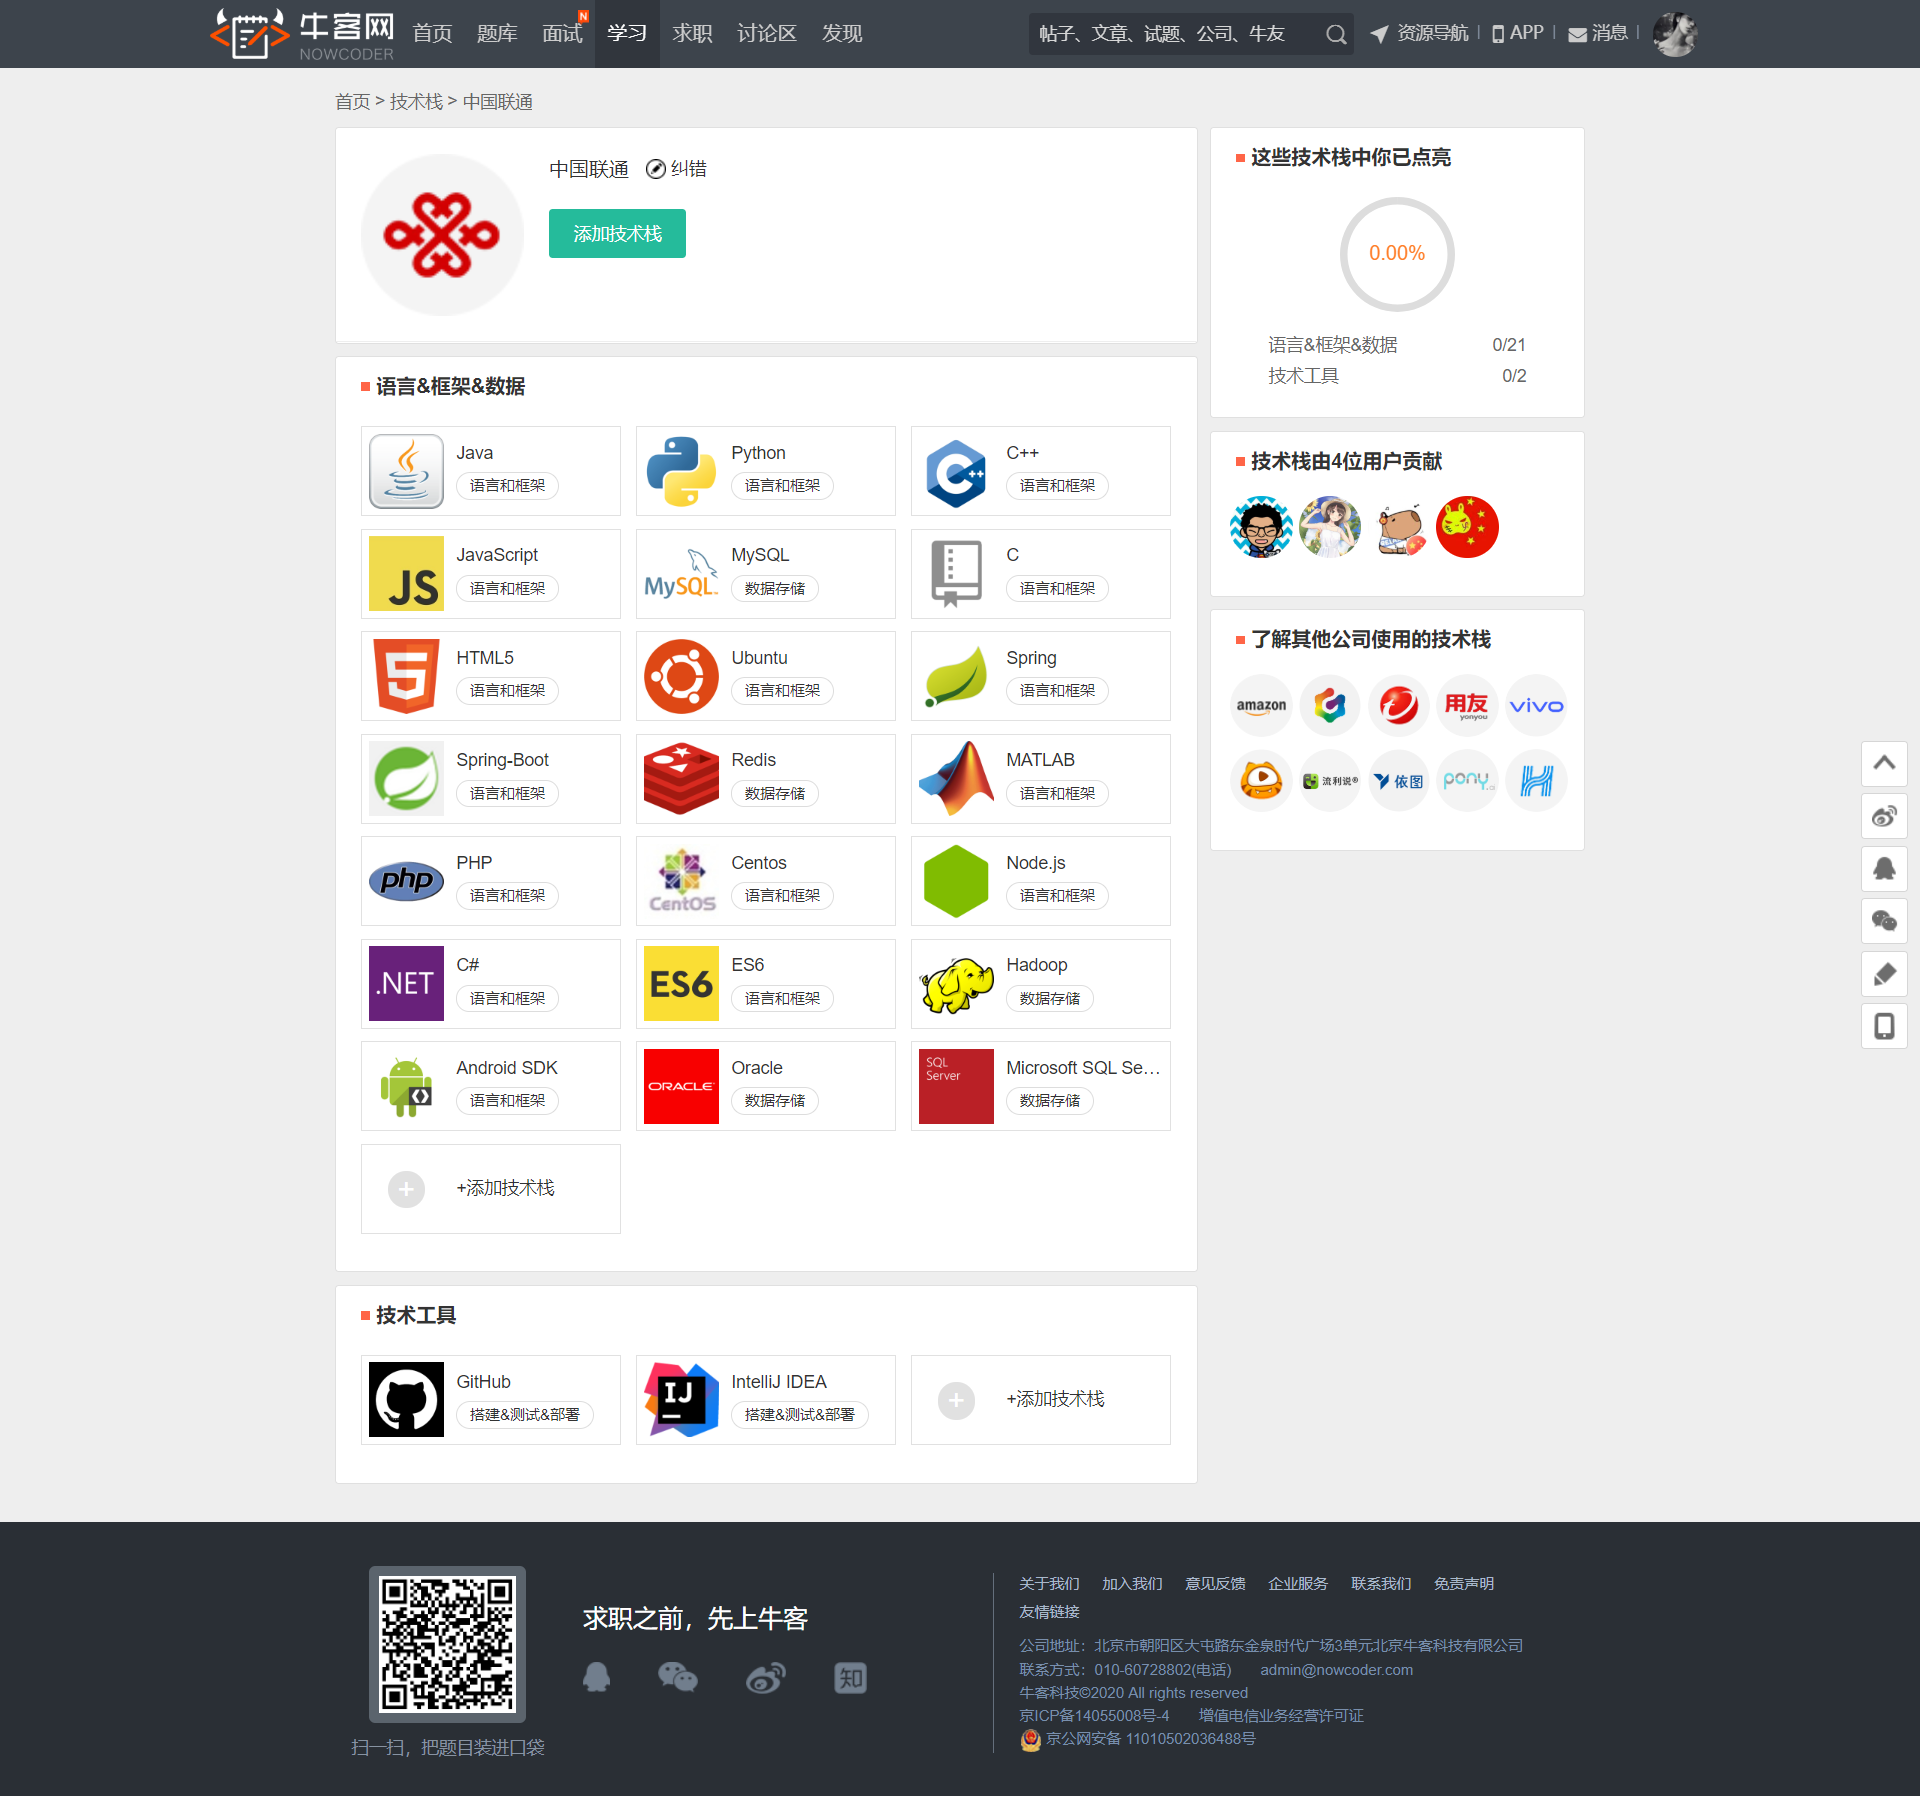 牛客网
NOWCODER
首页 题库 面试 N 学习 求职 讨论区 发现
帖子、文章、试题、公司、牛友
资源导航 APP 消息
首页 > 技术栈 > 中国联通
中国联通 纠错
添加技术栈
语言&框架&数据
Java
语言和框架
Python
语言和框架
C++
语言和框架
JS
JavaScript
语言和框架
MySQL
MySQL
数据存储
C
语言和框架
5
HTML5
语言和框架
Ubuntu
语言和框架
Spring
语言和框架
Spring-Boot
语言和框架
Redis
数据存储
MATLAB
语言和框架
php
PHP
语言和框架
CentOS
Centos
语言和框架
Node.js
语言和框架
.NET
C#
语言和框架
ES6
ES6
语言和框架
Hadoop
数据存储
Android SDK
语言和框架
ORACLE
Oracle
数据存储
SQL
Server
Microsoft SQL Se...
数据存储
+添加技术栈
技术工具
GitHub
搭建&测试&部署
IJ
IntelliJ IDEA
搭建&测试&部署
+添加技术栈
这些技术栈中你已点亮
0.00%
语言&框架&数据 0/21
技术工具 0/2
技术栈由4位用户贡献
了解其他公司使用的技术栈
amazon 用友 yonyou vivo
流利说 依图 pony.ai
求职之前，先上牛客
知
扫一扫，把题目装进口袋
关于我们 加入我们 意见反馈 企业服务 联系我们 免责声明
友情链接
公司地址：北京市朝阳区大屯路东金泉时代广场3单元北京牛客科技有限公司
联系方式：010-60728802(电话) admin@nowcoder.com
牛客科技©2020 All rights reserved
京ICP备14055008号-4 增值电信业务经营许可证
京公网安备 11010502036488号